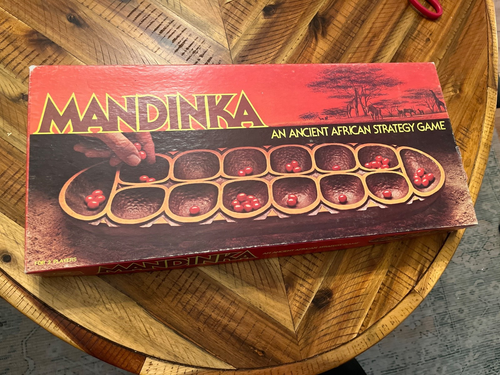 MANDINKA
AN ANCIENT AFRICAN STRATEGY GAME
FOR 2 PLAYERS
MANDINKA